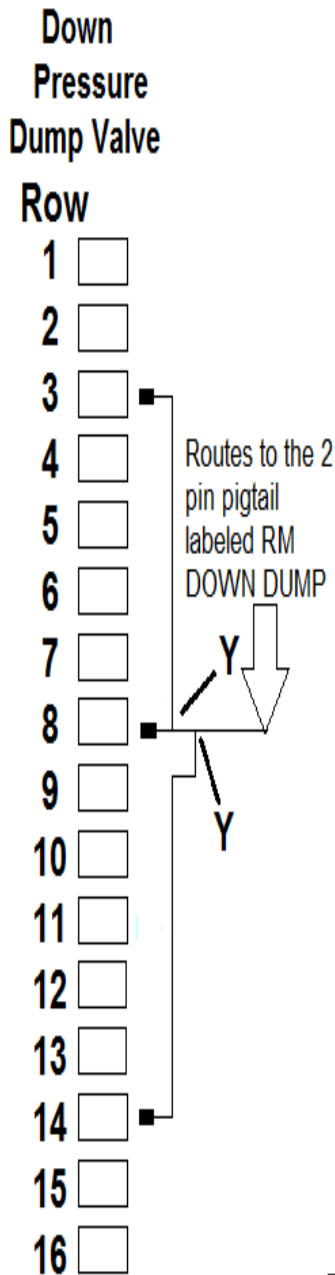 Down
Pressure
Dump Valve
Row
1
2
3
4
Routes to the 2
pin pigtail
labeled RM
DOWN DUMP
5
6
7
Y
8
9
Y
10
11
12
13
14
15
16